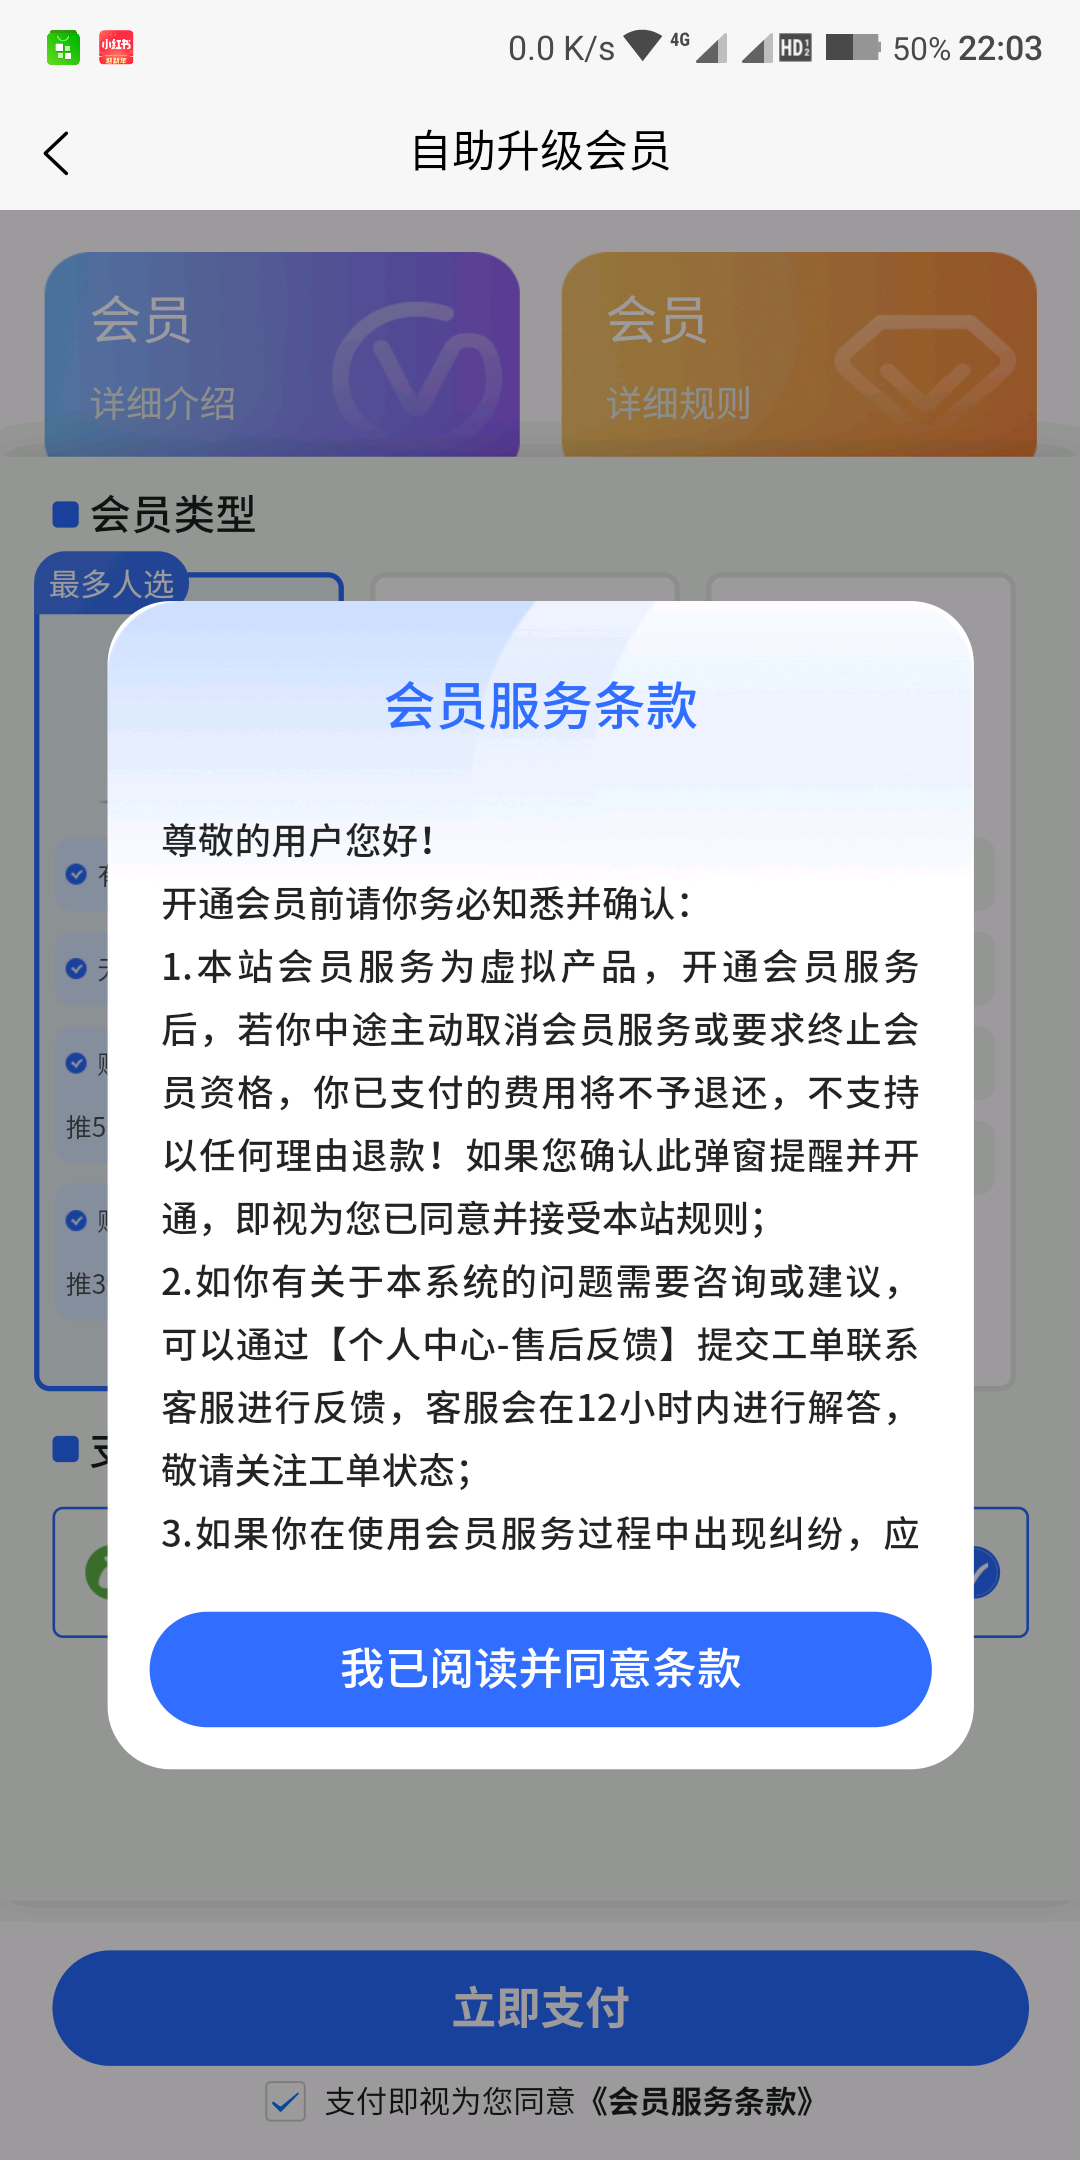 小红书
0.0 K/s 4G HD 50% 22:03
自助升级会员
会员
详细介绍
会员
详细规则
会员类型
最多人选
会员服务条款
尊敬的用户您好！
开通会员前请你务必知悉并确认：
1.本站会员服务为虚拟产品，开通会员服务
后，若你中途主动取消会员服务或要求终止会
员资格，你已支付的费用将不予退还，不支持
以任何理由退款！如果您确认此弹窗提醒并开
通，即视为您已同意并接受本站规则；
2.如你有关于本系统的问题需要咨询或建议，
可以通过【个人中心-售后反馈】提交工单联系
客服进行反馈，客服会在12小时内进行解答，
敬请关注工单状态；
3.如果你在使用会员服务过程中出现纠纷，应
推5
推3
我已阅读并同意条款
立即支付
支付即视为您同意《会员服务条款》